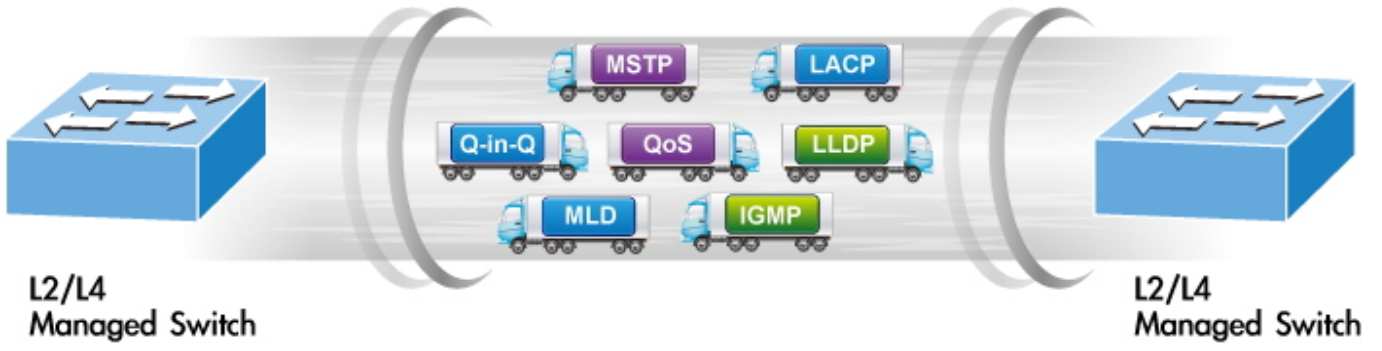 MSTP
LACP
Q-in-Q
QoS
LLDP
MLD
IGMP
L2/L4
Managed Switch
L2/L4
Managed Switch